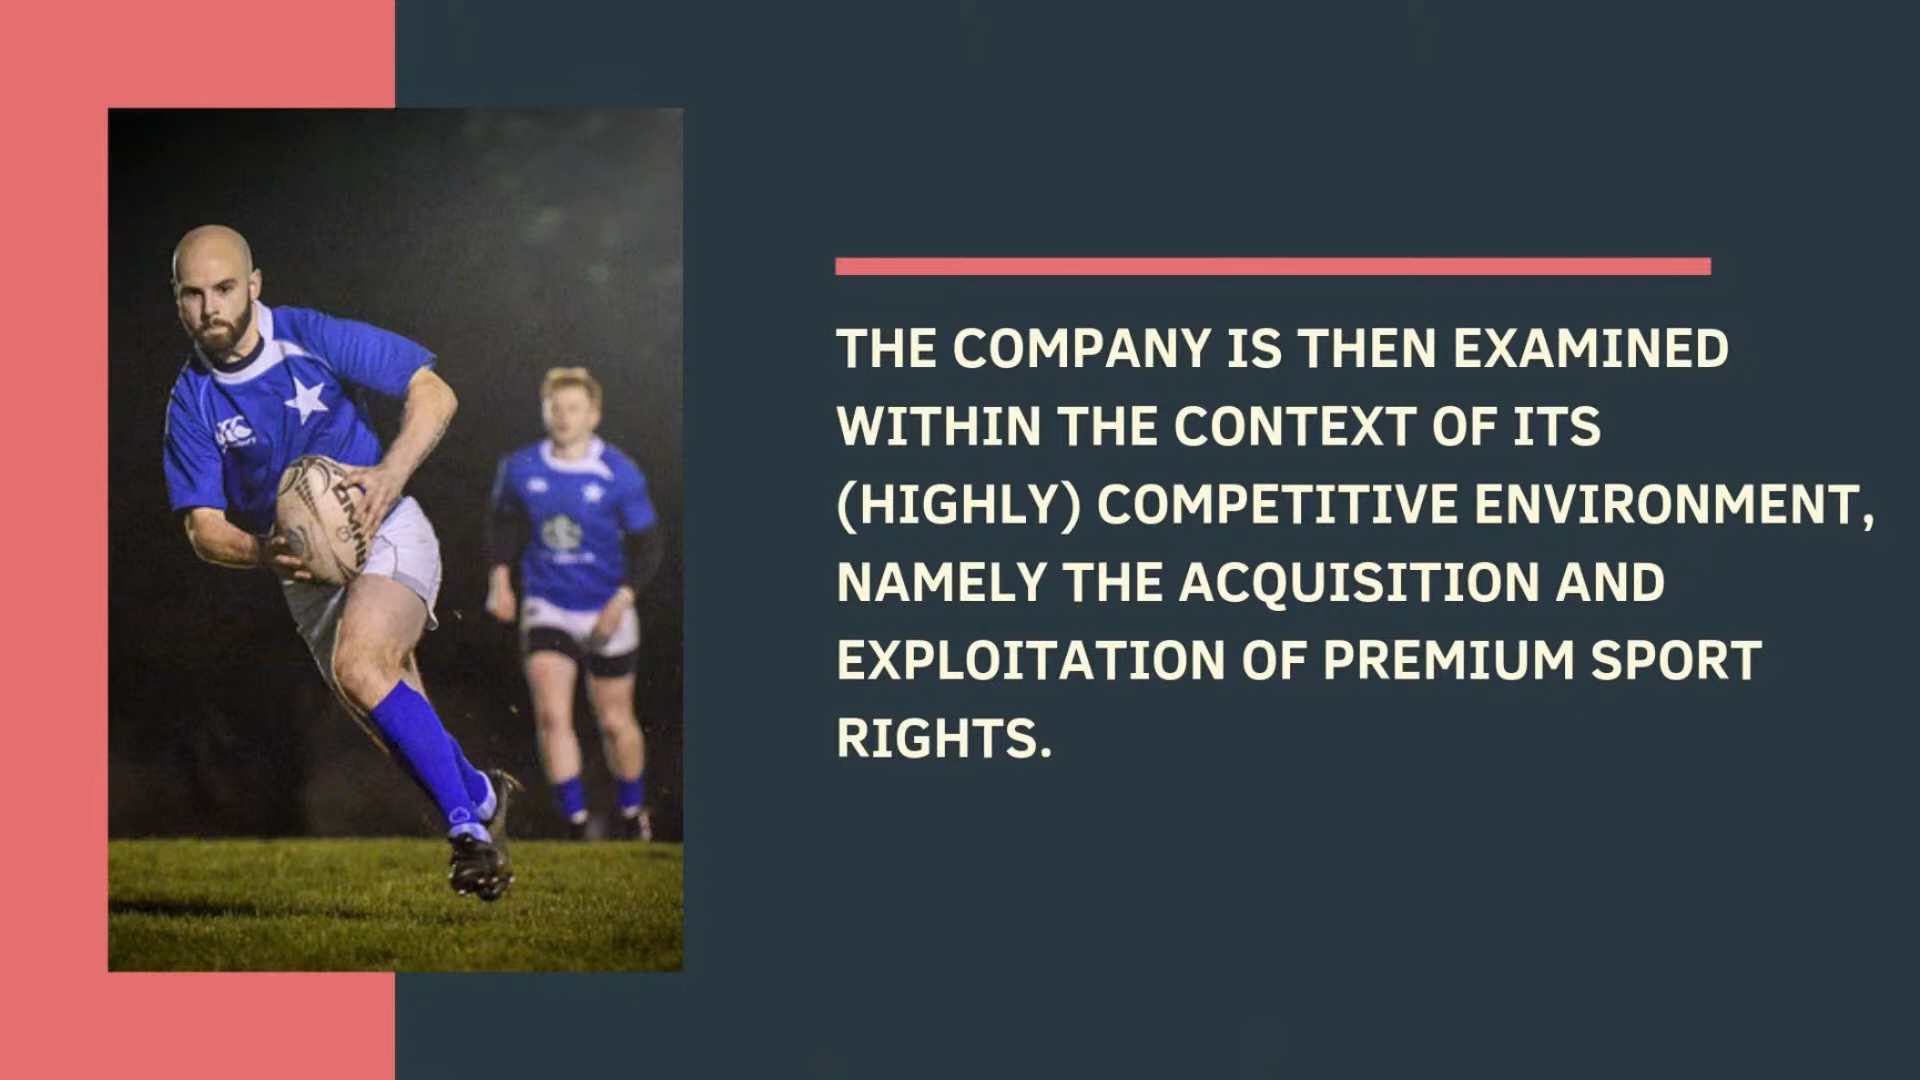 THE COMPANY IS THEN EXAMINED
WITHIN THE CONTEXT OF ITS
(HIGHLY) COMPETITIVE ENVIRONMENT,
NAMELY THE ACQUISITION AND
EXPLOITATION OF PREMIUM SPORT
RIGHTS.